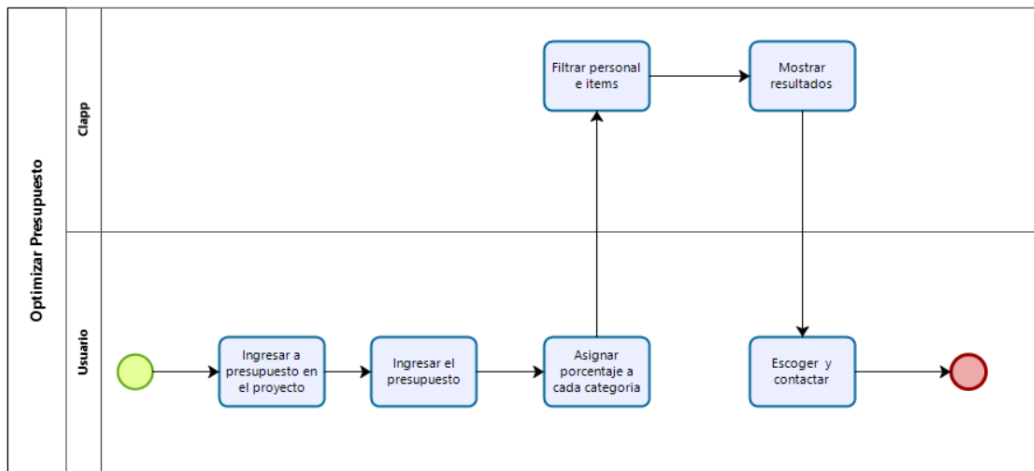 Optimizar Presupuesto
Clapp
Filtrar personal
e items
Mostrar
resultados
Usuario
Ingresar a
presupuesto en
el proyecto
Ingresar el
presupuesto
Asignar
porcentaje a
cada categoria
Escoger y
contactar